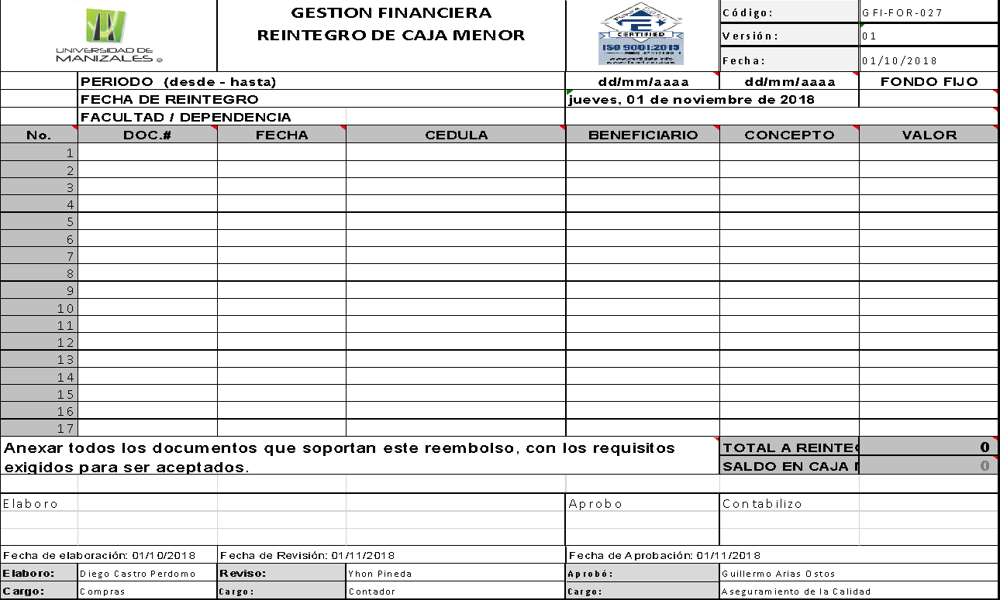 UNIVERSIDAD DE
MANIZALES
GESTION FINANCIERA
REINTEGRO DE CAJA MENOR
CERTIFIED
ISO 9001:2015
Código:
GFI-FOR-027
Versión:
01
Fecha:
01/10/2018
PERIODO (desde - hasta)
dd/mm/aaaa
dd/mm/aaaa
FONDO FIJO
FECHA DE REINTEGRO
jueves, 01 de noviembre de 2018
FACULTAD / DEPENDENCIA
No. DOC.# FECHA CEDULA BENEFICIARIO CONCEPTO VALOR
1
2
3
4
5
6
7
8
9
10
11
12
13
14
15
16
17
Anexar todos los documentos que soportan este reembolso, con los requisitos
exigidos para ser aceptados.
TOTAL A REINTEG 0
SALDO EN CAJA M 0
Elaboro
Aprobo
Contabilizo
Fecha de elaboración: 01/10/2018
Fecha de Revisión: 01/11/2018
Fecha de Aprobación: 01/11/2018
Elaboro: Diego Castro Perdomo Reviso: Yhon Pineda Aprobó: Guillermo Arias Ostos
Cargo: Compras Cargo: Contador Cargo: Aseguramiento de la Calidad